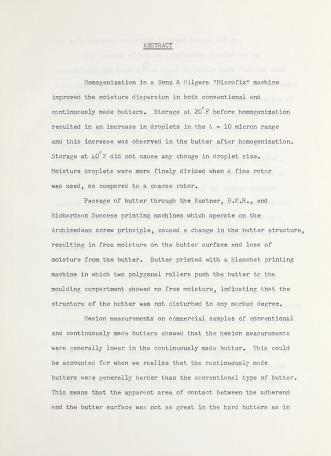 ABSTRACT
Homogenization in a Benz & Hilgers "Microfix" machine
improved the moisture dispersion in both conventional and
continuously made butters. Storage at 20°F before homogenization
resulted in an increase in droplets in the 4 - 10 micron range
and this increase was observed in the butter after homogenization.
Storage at 40°F did not cause any change in droplet size.
Moisture droplets were more finely divided when a fine rotor
was used, as compared to a coarse rotor.
Passage of butter through the Kustner, B.M.R., and
Richardson Success printing machines which operate on the
Archimedean screw principle, caused a change in the butter structure,
resulting in free moisture on the butter surface and loss of
moisture from the butter. Butter printed with a Blanchet printing
machine in which two polygonal rollers push the butter to the
moulding compartment showed no free moisture, indicating that the
structure of the butter was not disturbed to any marked degree.
Hesion measurements on commercial samples of conventional
and continuously made butters showed that the hesion measurements
were generally lower in the continuously made butter. This could
be accounted for when we realize that the continuously made
butters were generally harder than the conventional type of butter.
This means that the apparent area of contact between the adherend
and the butter surface was not as great in the hard butters as in